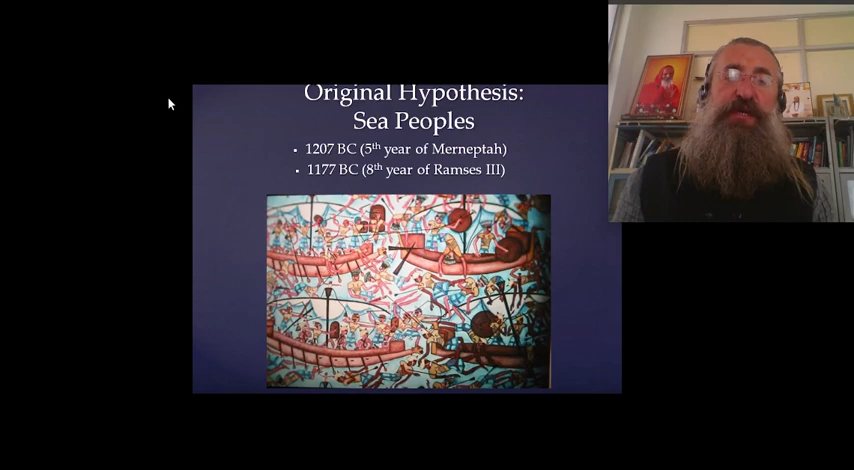 Original Hypothesis:
Sea Peoples
▪ 1207 BC (5th year of Merneptah)
▪ 1177 BC (8th year of Ramses III)